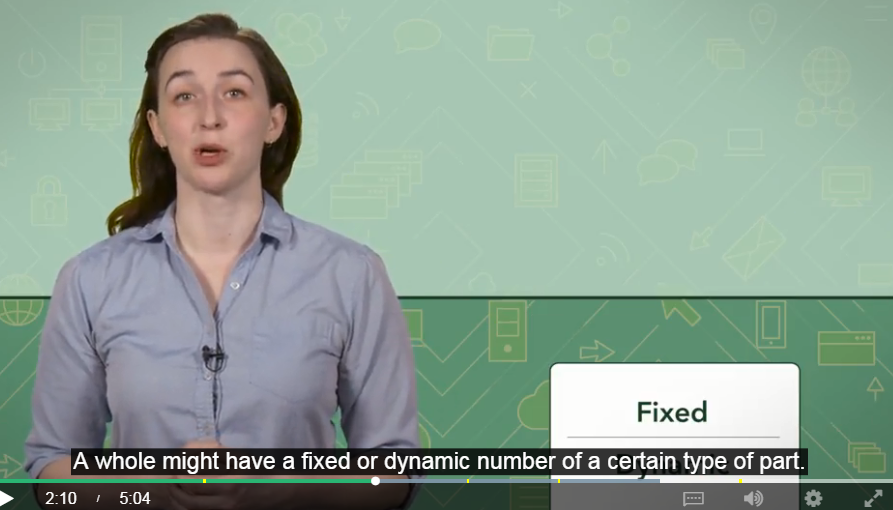 Fixed
A whole might have a fixed or dynamic number of a certain type of part.
2:10 / 5:04